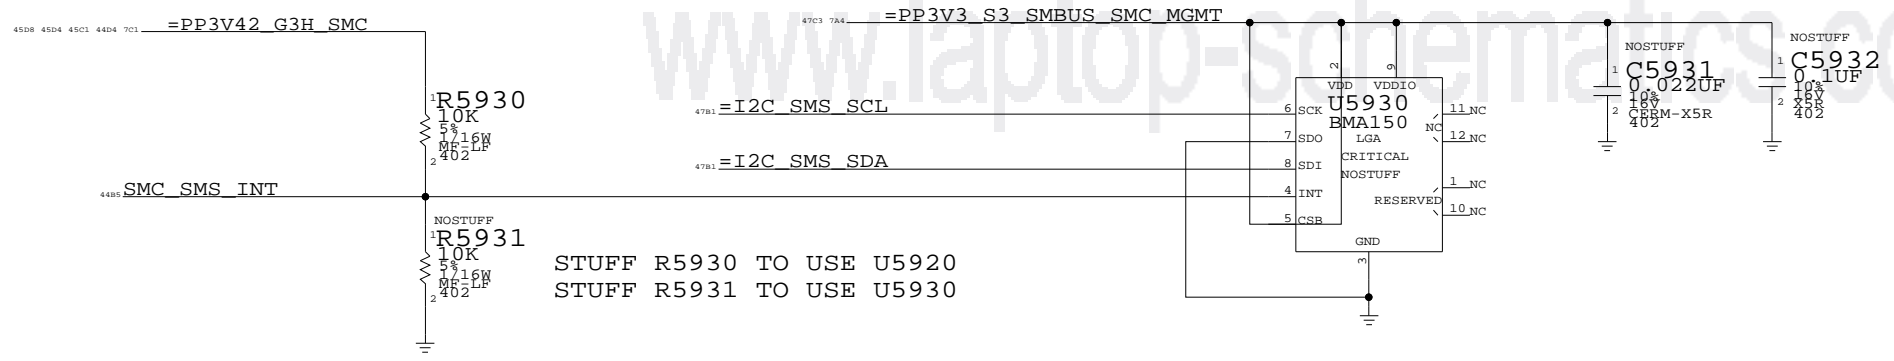 45D8 45D4 45C1 44D4 7C1 =PP3V42_G3H_SMC
47C3 7A4 =PP3V3_S3_SMBUS_SMC_MGMT
www.laptop-schematics.co
1 R5930
10K
5%
1/16W
MF-LF
402
2
47B1 =I2C_SMS_SCL
47B1 =I2C_SMS_SDA
44B5 SMC_SMS_INT
NOSTUFF
1 R5931
10K
5%
1/16W
MF-LF
402
2
STUFF R5930 TO USE U5920
STUFF R5931 TO USE U5930
2 9
VDD VDDIO
U5930
BMA150
LGA
CRITICAL
NOSTUFF
6 SCK
7 SDO
8 SDI
4 INT
5 CSB
NC
11 NC
12 NC
RESERVED
1 NC
10 NC
GND
3
NOSTUFF
1 C5931
0.022UF
10%
16V
2 CERM-X5R
402
NOSTUFF
1 C5932
0.1UF
10%
16V
2 X5R
402